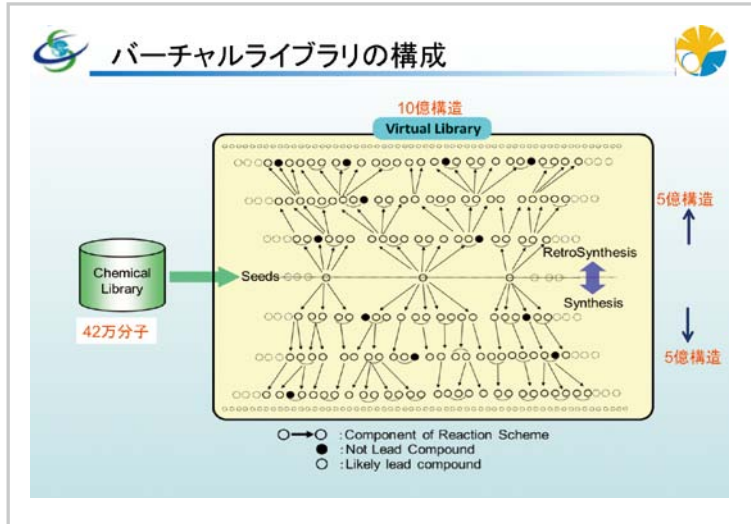 バーチャルライブラリの構成
10億構造
Virtual Library
5億構造
RetroSynthesis
Chemical
Library
Seeds
Synthesis
42万分子
5億構造
:Component of Reaction Scheme
:Not Lead Compound
:Likely lead compound